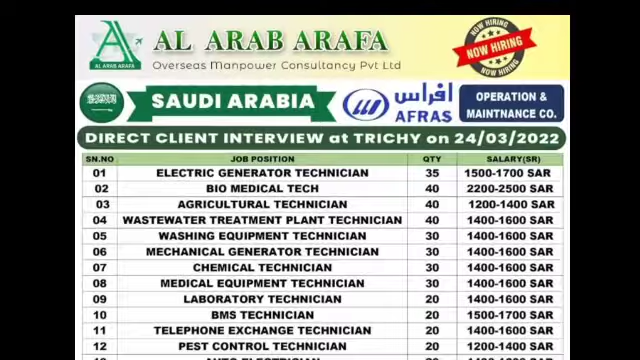 AL ARAB ARAFA
Overseas Manpower Consultancy Pvt Ltd
AL ARAB ARAFA
NOW HIRING
NOW HIRING
NOW HIRING
SAUDI ARABIA
افراس
AFRAS
OPERATION &
MAINTNANCE CO.
DIRECT CLIENT INTERVIEW at TRICHY on 24/03/2022
SN.NO JOB POSITION QTY SALARY(SR)
01 ELECTRIC GENERATOR TECHNICIAN 35 1500-1700 SAR
02 BIO MEDICAL TECH 40 2200-2500 SAR
03 AGRICULTURAL TECHNICIAN 40 1200-1400 SAR
04 WASTEWATER TREATMENT PLANT TECHNICIAN 40 1400-1600 SAR
05 WASHING EQUIPMENT TECHNICIAN 30 1400-1600 SAR
06 MECHANICAL GENERATOR TECHNICIAN 30 1400-1600 SAR
07 CHEMICAL TECHNICIAN 30 1400-1600 SAR
08 MEDICAL EQUIPMENT TECHNICIAN 30 1400-1600 SAR
09 LABORATORY TECHNICIAN 20 1400-1600 SAR
10 BMS TECHNICIAN 20 1500-1700 SAR
11 TELEPHONE EXCHANGE TECHNICIAN 20 1400-1600 SAR
12 PEST CONTROL TECHNICIAN 20 1200-1400 SAR